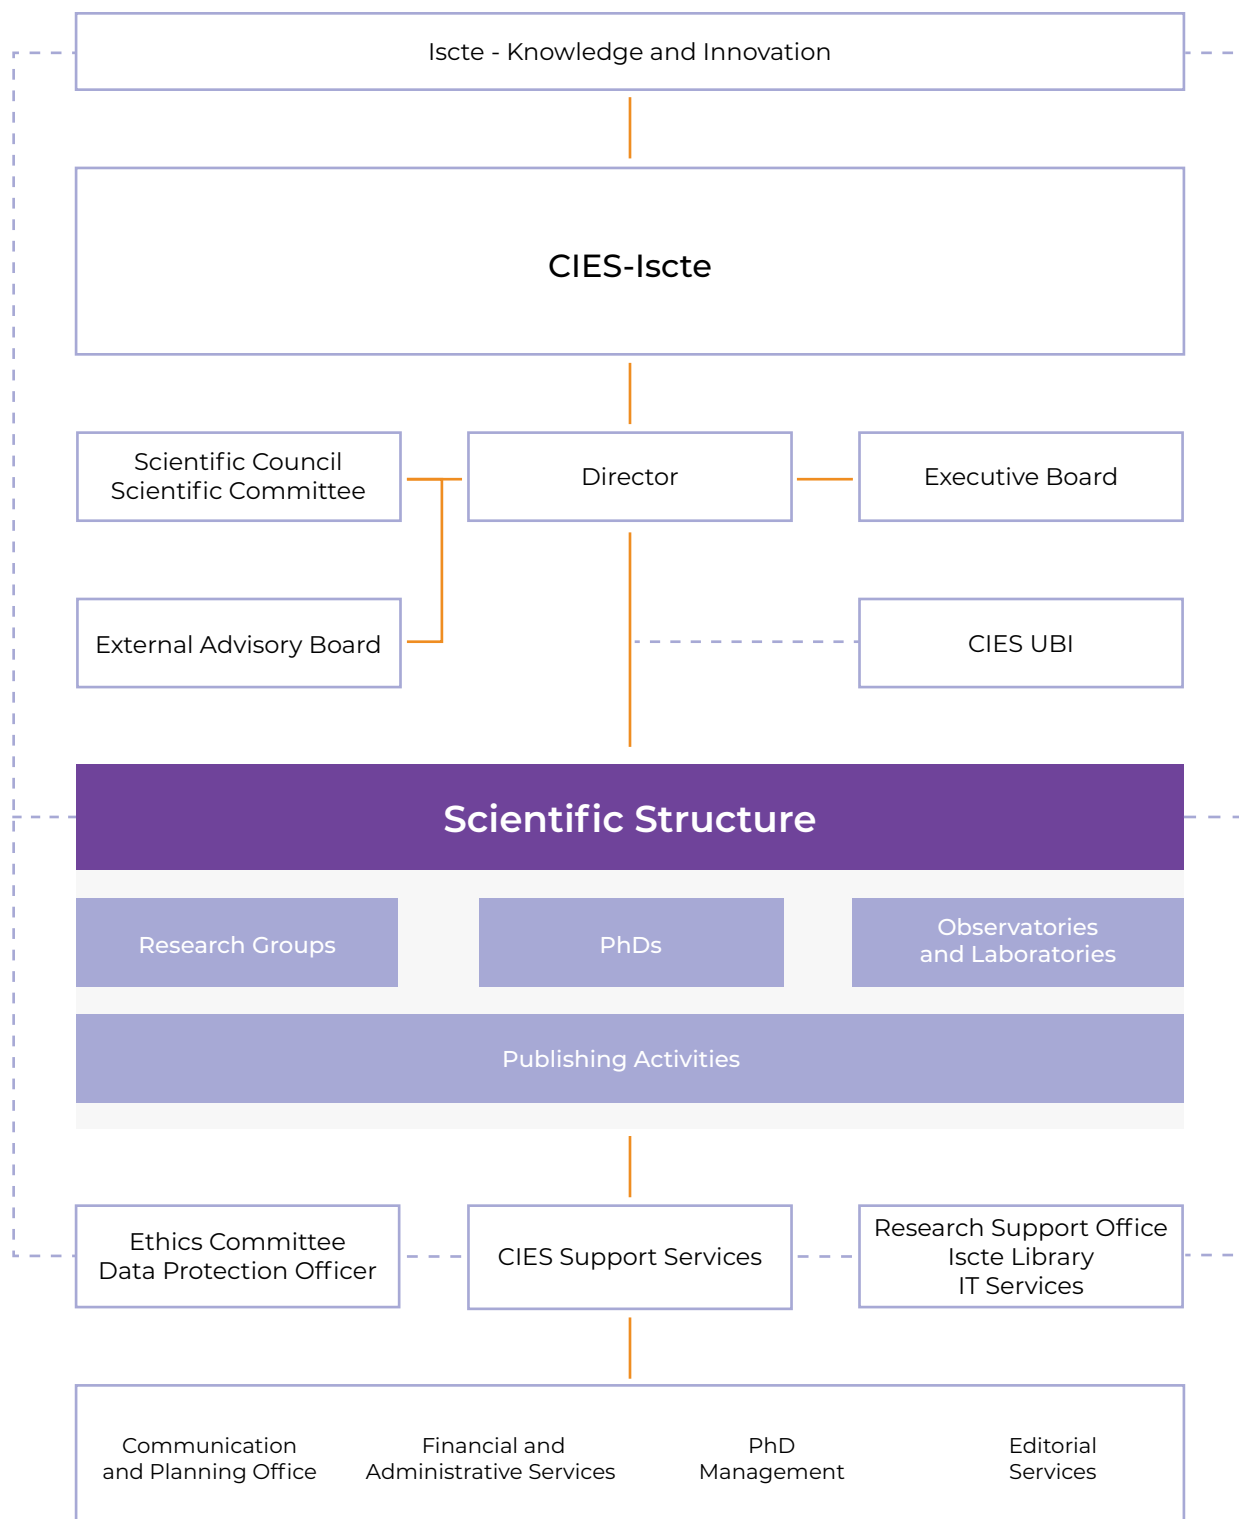 Iscte - Knowledge and Innovation
CIES-Iscte
Scientific Council
Scientific Committee
Director
Executive Board
External Advisory Board
CIES UBI
Scientific Structure
Research Groups
PhDs
Observatories
and Laboratories
Publishing Activities
Ethics Committee
Data Protection Officer
CIES Support Services
Research Support Office
Iscte Library
IT Services
Communication
and Planning Office
Financial and
Administrative Services
PhD
Management
Editorial
Services